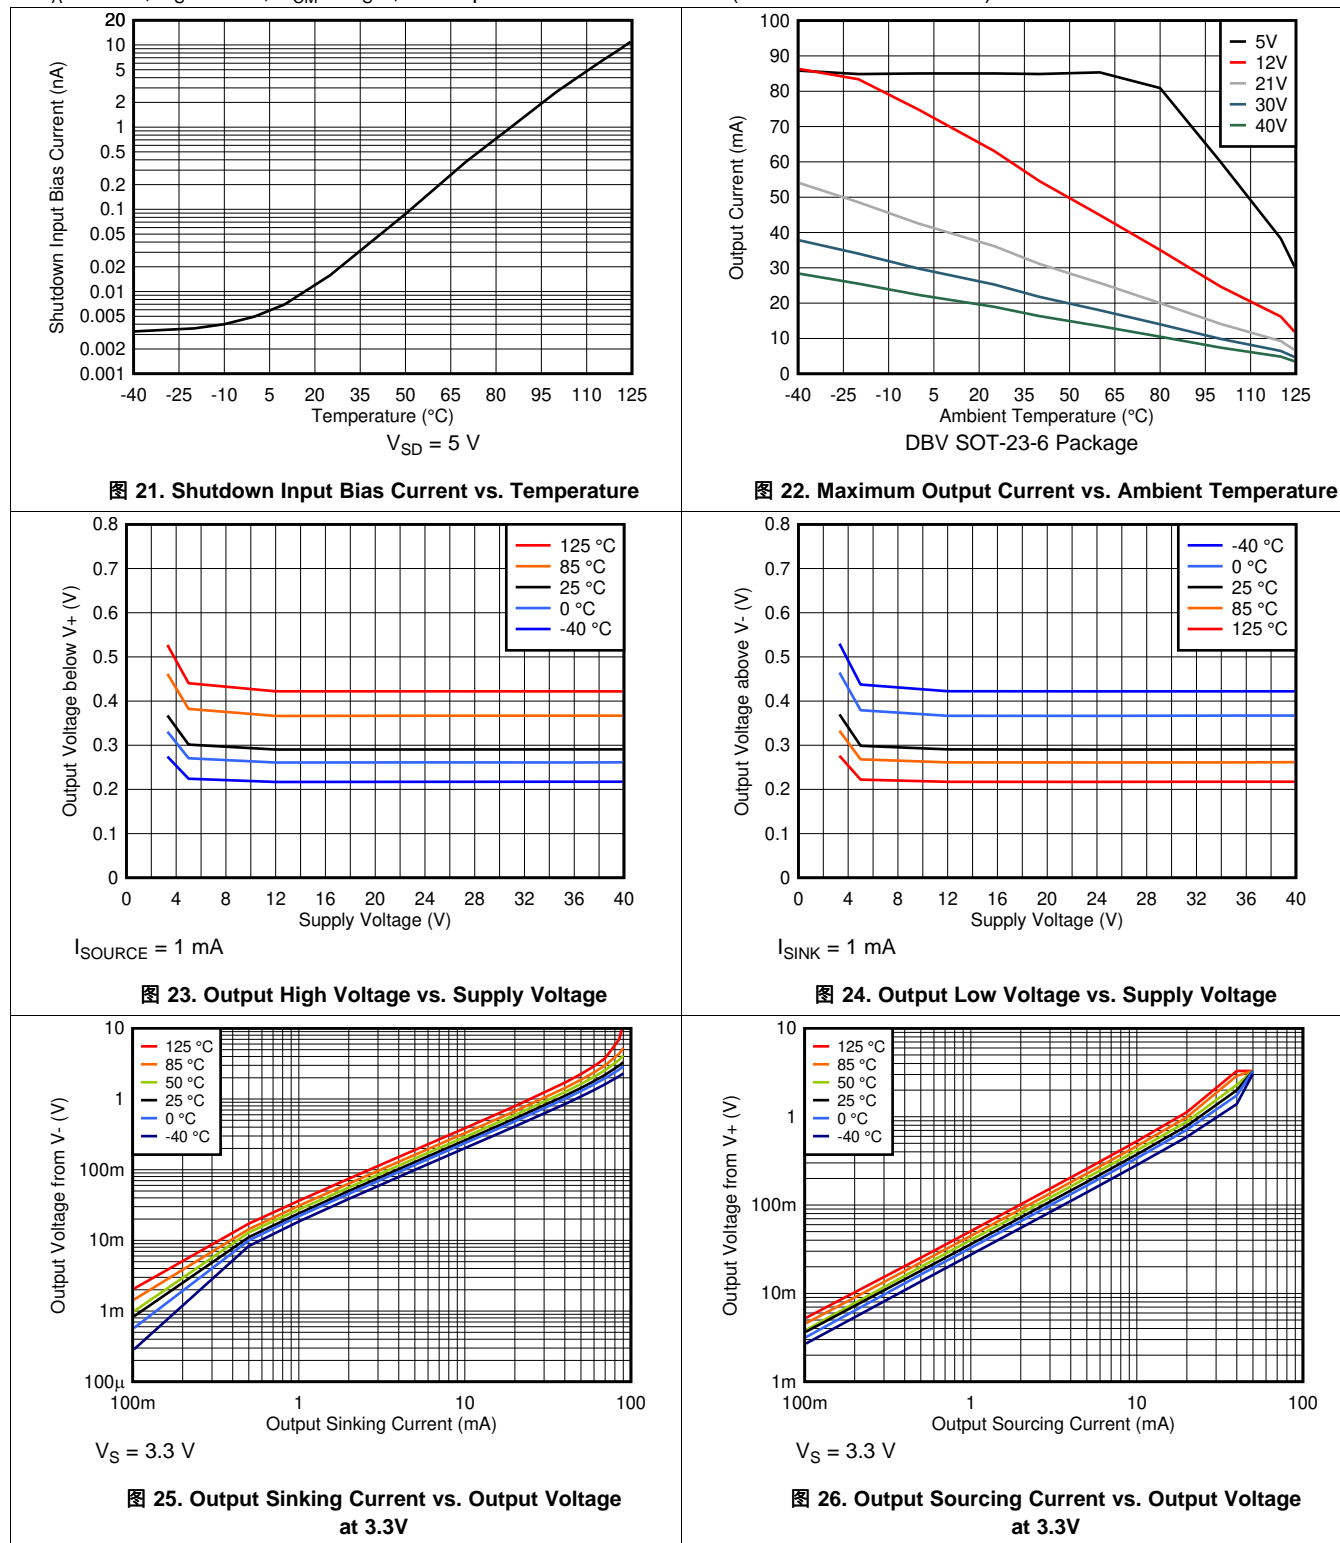 20
10
5
2
1
0.5
0.2
0.1
0.05
0.02
0.01
0.005
0.002
0.001
Shutdown Input Bias Current (nA)
-40 -25 -10 5 20 35 50 65 80 95 110 125
Temperature (°C)
V_SD = 5 V
图 21. Shutdown Input Bias Current vs. Temperature
100
90
80
70
60
50
40
30
20
10
0
Output Current (mA)
5V
12V
21V
30V
40V
-40 -25 -10 5 20 35 50 65 80 95 110 125
Ambient Temperature (°C)
DBV SOT-23-6 Package
图 22. Maximum Output Current vs. Ambient Temperature
0.8
0.7
0.6
0.5
0.4
0.3
0.2
0.1
0
Output Voltage below V+ (V)
125 °C
85 °C
25 °C
0 °C
-40 °C
0 4 8 12 16 20 24 28 32 36 40
Supply Voltage (V)
I_SOURCE = 1 mA
图 23. Output High Voltage vs. Supply Voltage
0.8
0.7
0.6
0.5
0.4
0.3
0.2
0.1
0
Output Voltage above V- (V)
-40 °C
0 °C
25 °C
85 °C
125 °C
0 4 8 12 16 20 24 28 32 36 40
Supply Voltage (V)
I_SINK = 1 mA
图 24. Output Low Voltage vs. Supply Voltage
10
1
100m
10m
1m
100µ
Output Voltage from V- (V)
125 °C
85 °C
50 °C
25 °C
0 °C
-40 °C
100m 1 10 100
Output Sinking Current (mA)
V_S = 3.3 V
图 25. Output Sinking Current vs. Output Voltage
at 3.3V
10
1
100m
10m
1m
Output Voltage from V+ (V)
125 °C
85 °C
50 °C
25 °C
0 °C
-40 °C
100m 1 10 100
Output Sourcing Current (mA)
V_S = 3.3 V
图 26. Output Sourcing Current vs. Output Voltage
at 3.3V